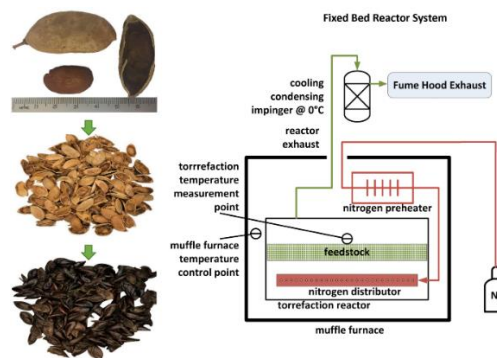 Fixed Bed Reactor System
cooling
condensing
impinger @ 0°C
Fume Hood Exhaust
reactor
exhaust
torrrefaction
temperature
measurement
point
nitrogen preheater
muffle furnace
temperature
control point
feedstock
nitrogen distributor
torrefaction reactor
muffle furnace
N